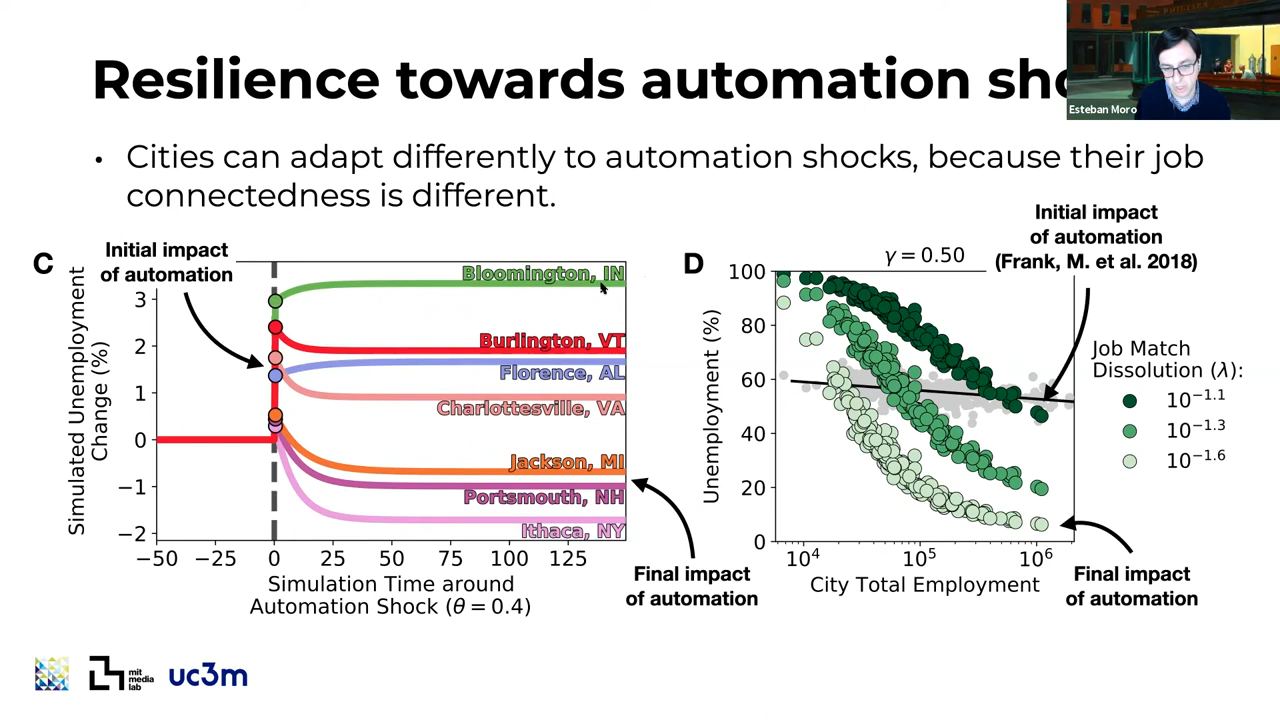 Resilience towards automation sho
Esteban Moro
• Cities can adapt differently to automation shocks, because their job
connectedness is different.
C
Initial impact
of automation
Simulated Unemployment
Change (%)
3
2
1
0
−1
−2
Bloomington, IN
Burlington, VT
Florence, AL
Charlottesville, VA
Jackson, MI
Portsmouth, NH
Ithaca, NY
−50 −25 0 25 50 75 100 125
Simulation Time around
Automation Shock (θ = 0.4)
Final impact
of automation
D
γ = 0.50
Initial impact
of automation
(Frank, M. et al. 2018)
Unemployment (%)
100
80
60
40
20
0
10⁴ 10⁵ 10⁶
City Total Employment
Job Match
Dissolution (λ):
10⁻¹·¹
10⁻¹·³
10⁻¹·⁶
Final impact
of automation
mit
media
lab
uc3m